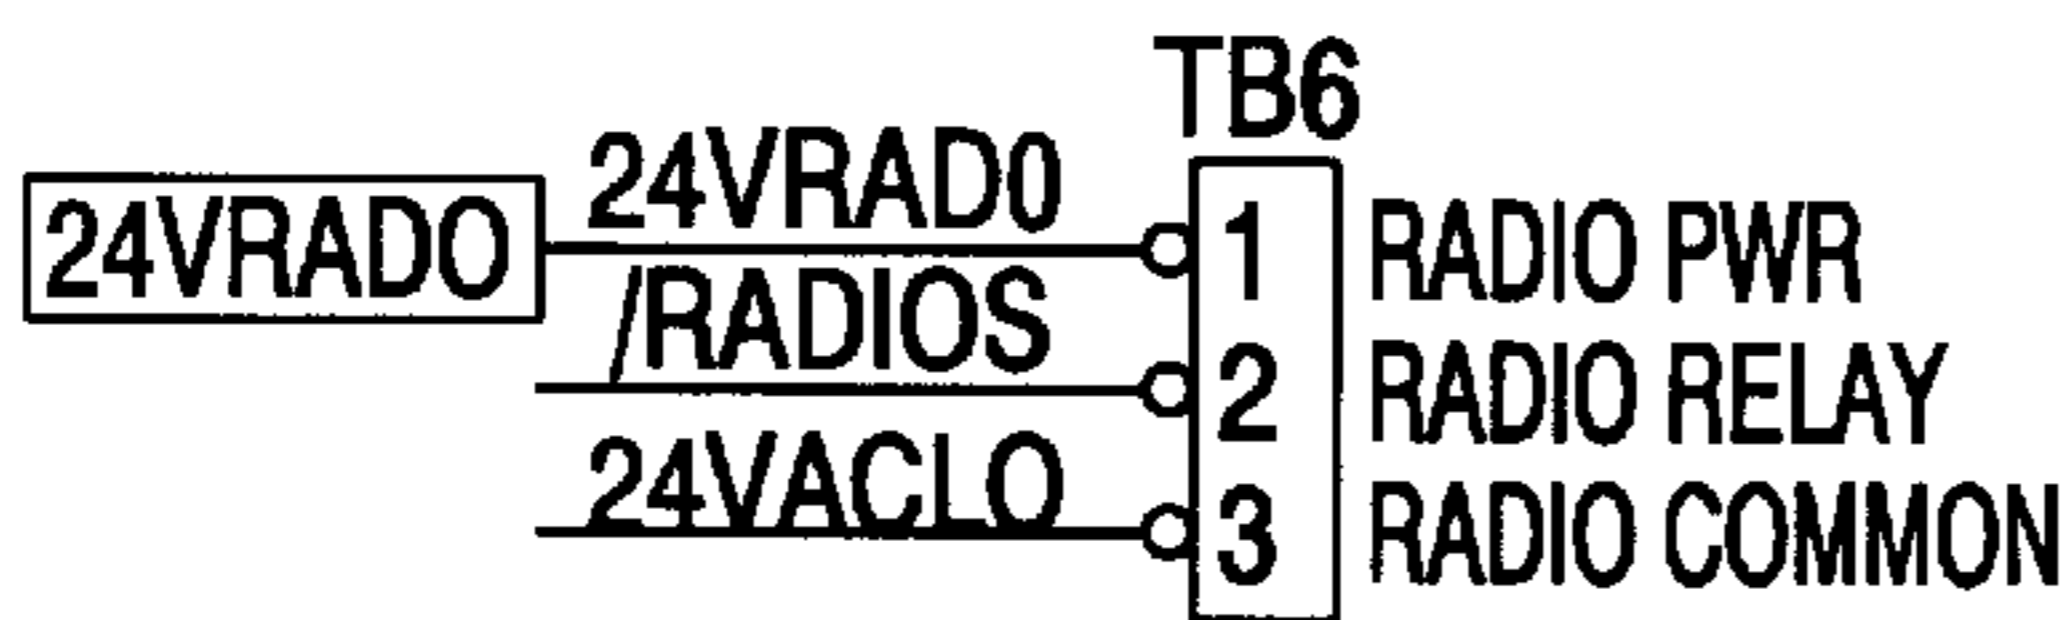 TB6
24VRADO 24VRAD0 1 RADIO PWR
/RADIOS 2 RADIO RELAY
24VACLO 3 RADIO COMMON